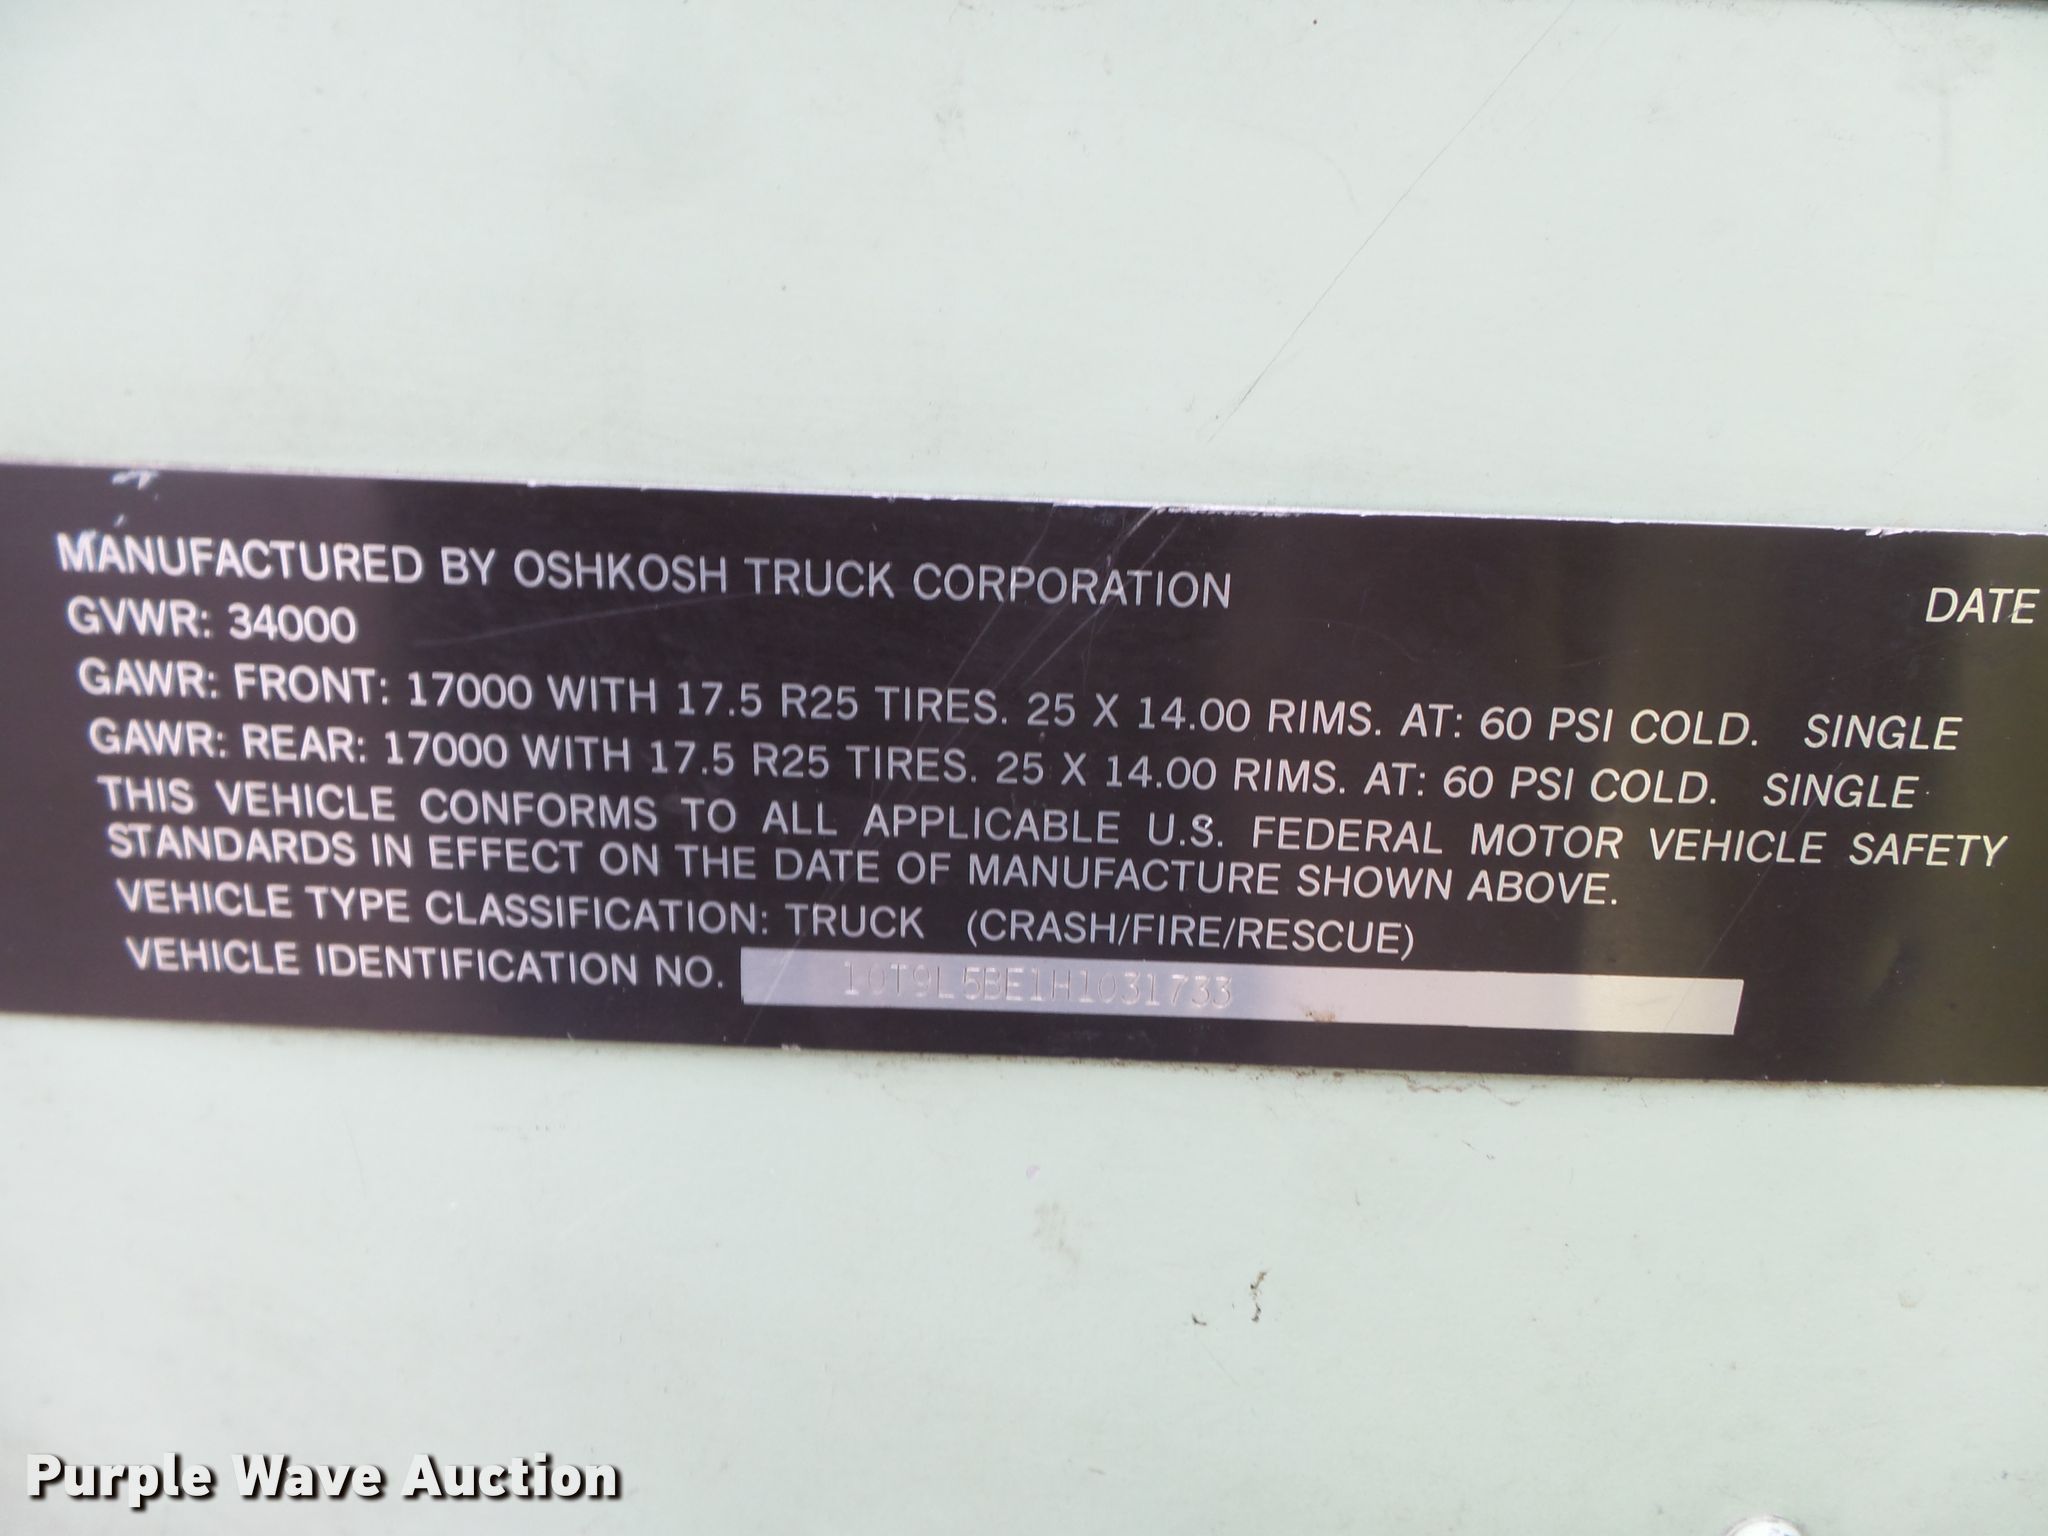 MANUFACTURED BY OSHKOSH TRUCK CORPORATION DATE
GVWR: 34000
GAWR: FRONT: 17000 WITH 17.5 R25 TIRES. 25 X 14.00 RIMS. AT: 60 PSI COLD. SINGLE
GAWR: REAR: 17000 WITH 17.5 R25 TIRES. 25 X 14.00 RIMS. AT: 60 PSI COLD. SINGLE
THIS VEHICLE CONFORMS TO ALL APPLICABLE U.S. FEDERAL MOTOR VEHICLE SAFETY
STANDARDS IN EFFECT ON THE DATE OF MANUFACTURE SHOWN ABOVE.
VEHICLE TYPE CLASSIFICATION: TRUCK (CRASH/FIRE/RESCUE)
VEHICLE IDENTIFICATION NO. 10T9L5BE1H1031733
Purple Wave Auction